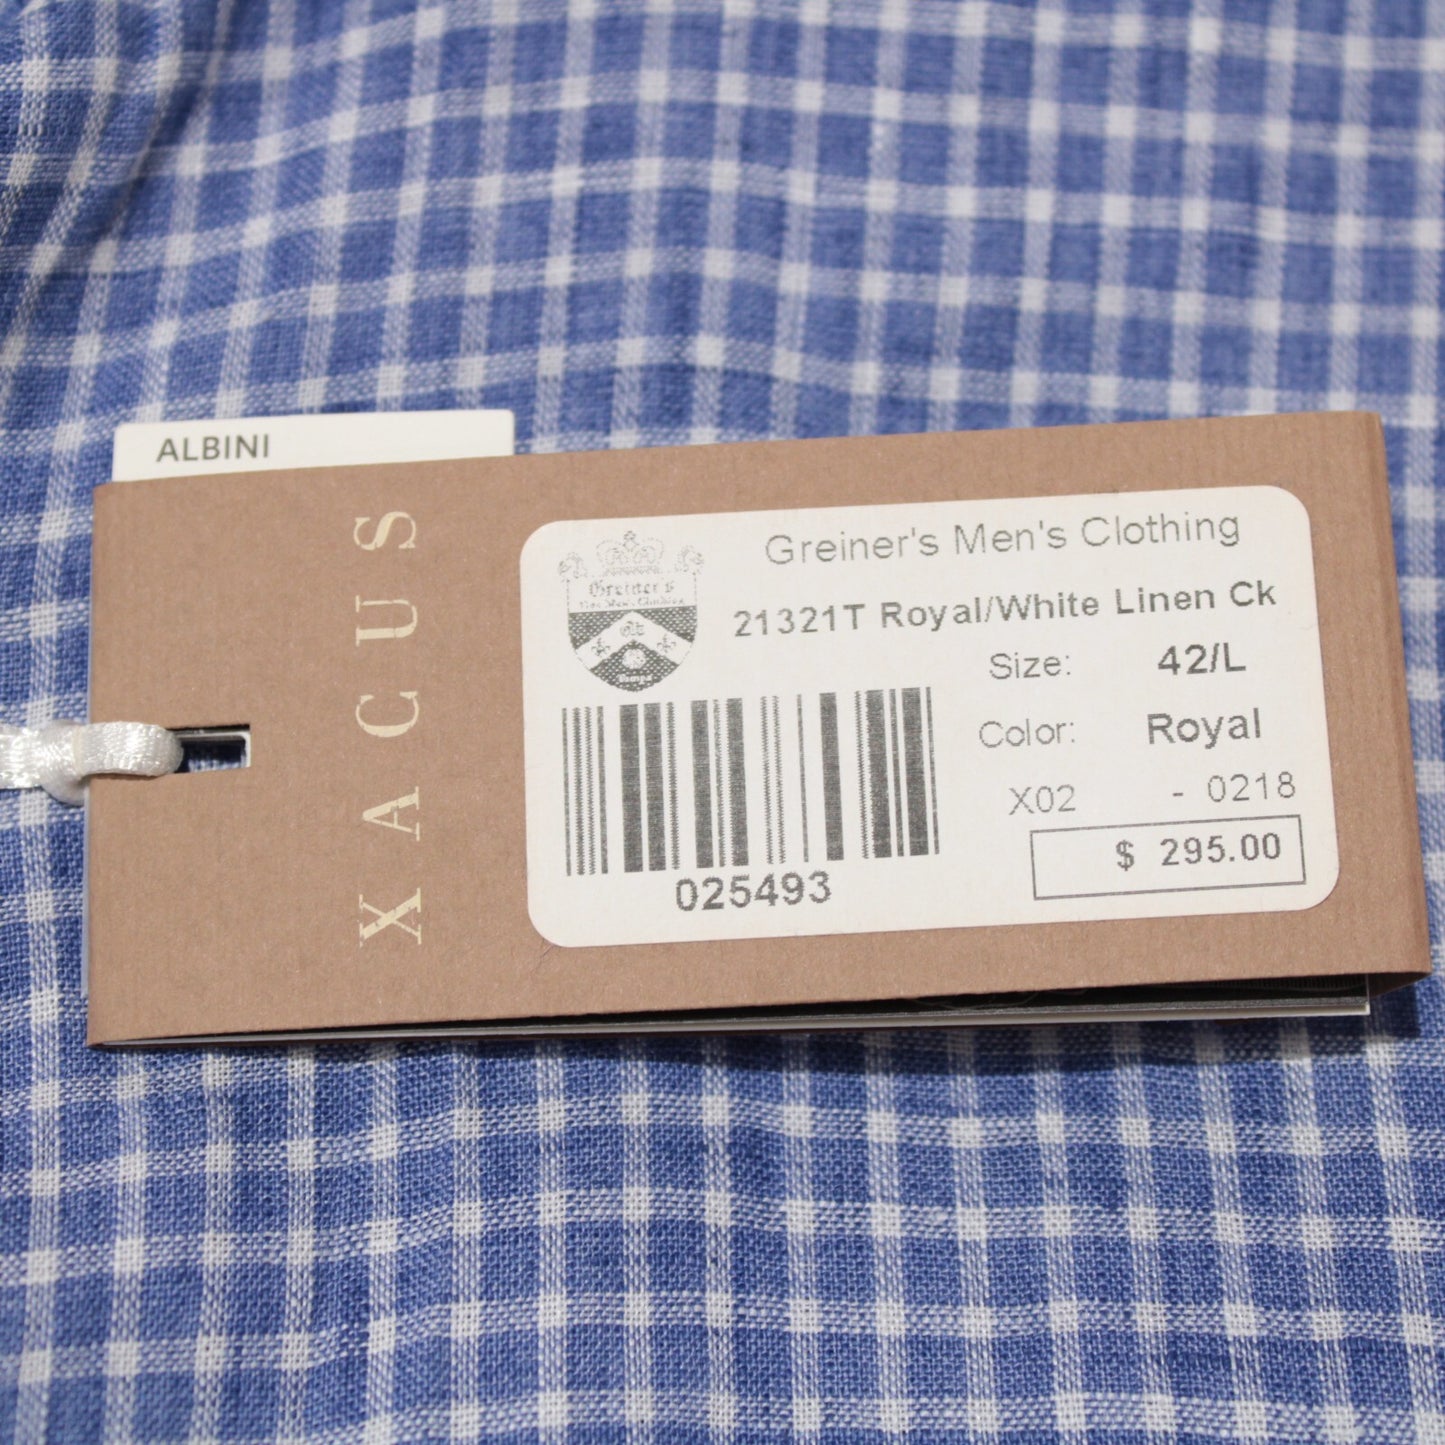 ALBINI
XACUS
Greiner's
Greiner's Men's Clothing
21321T Royal/White Linen Ck
Size: 42/L
Color: Royal
X02 - 0218
$ 295.00
025493